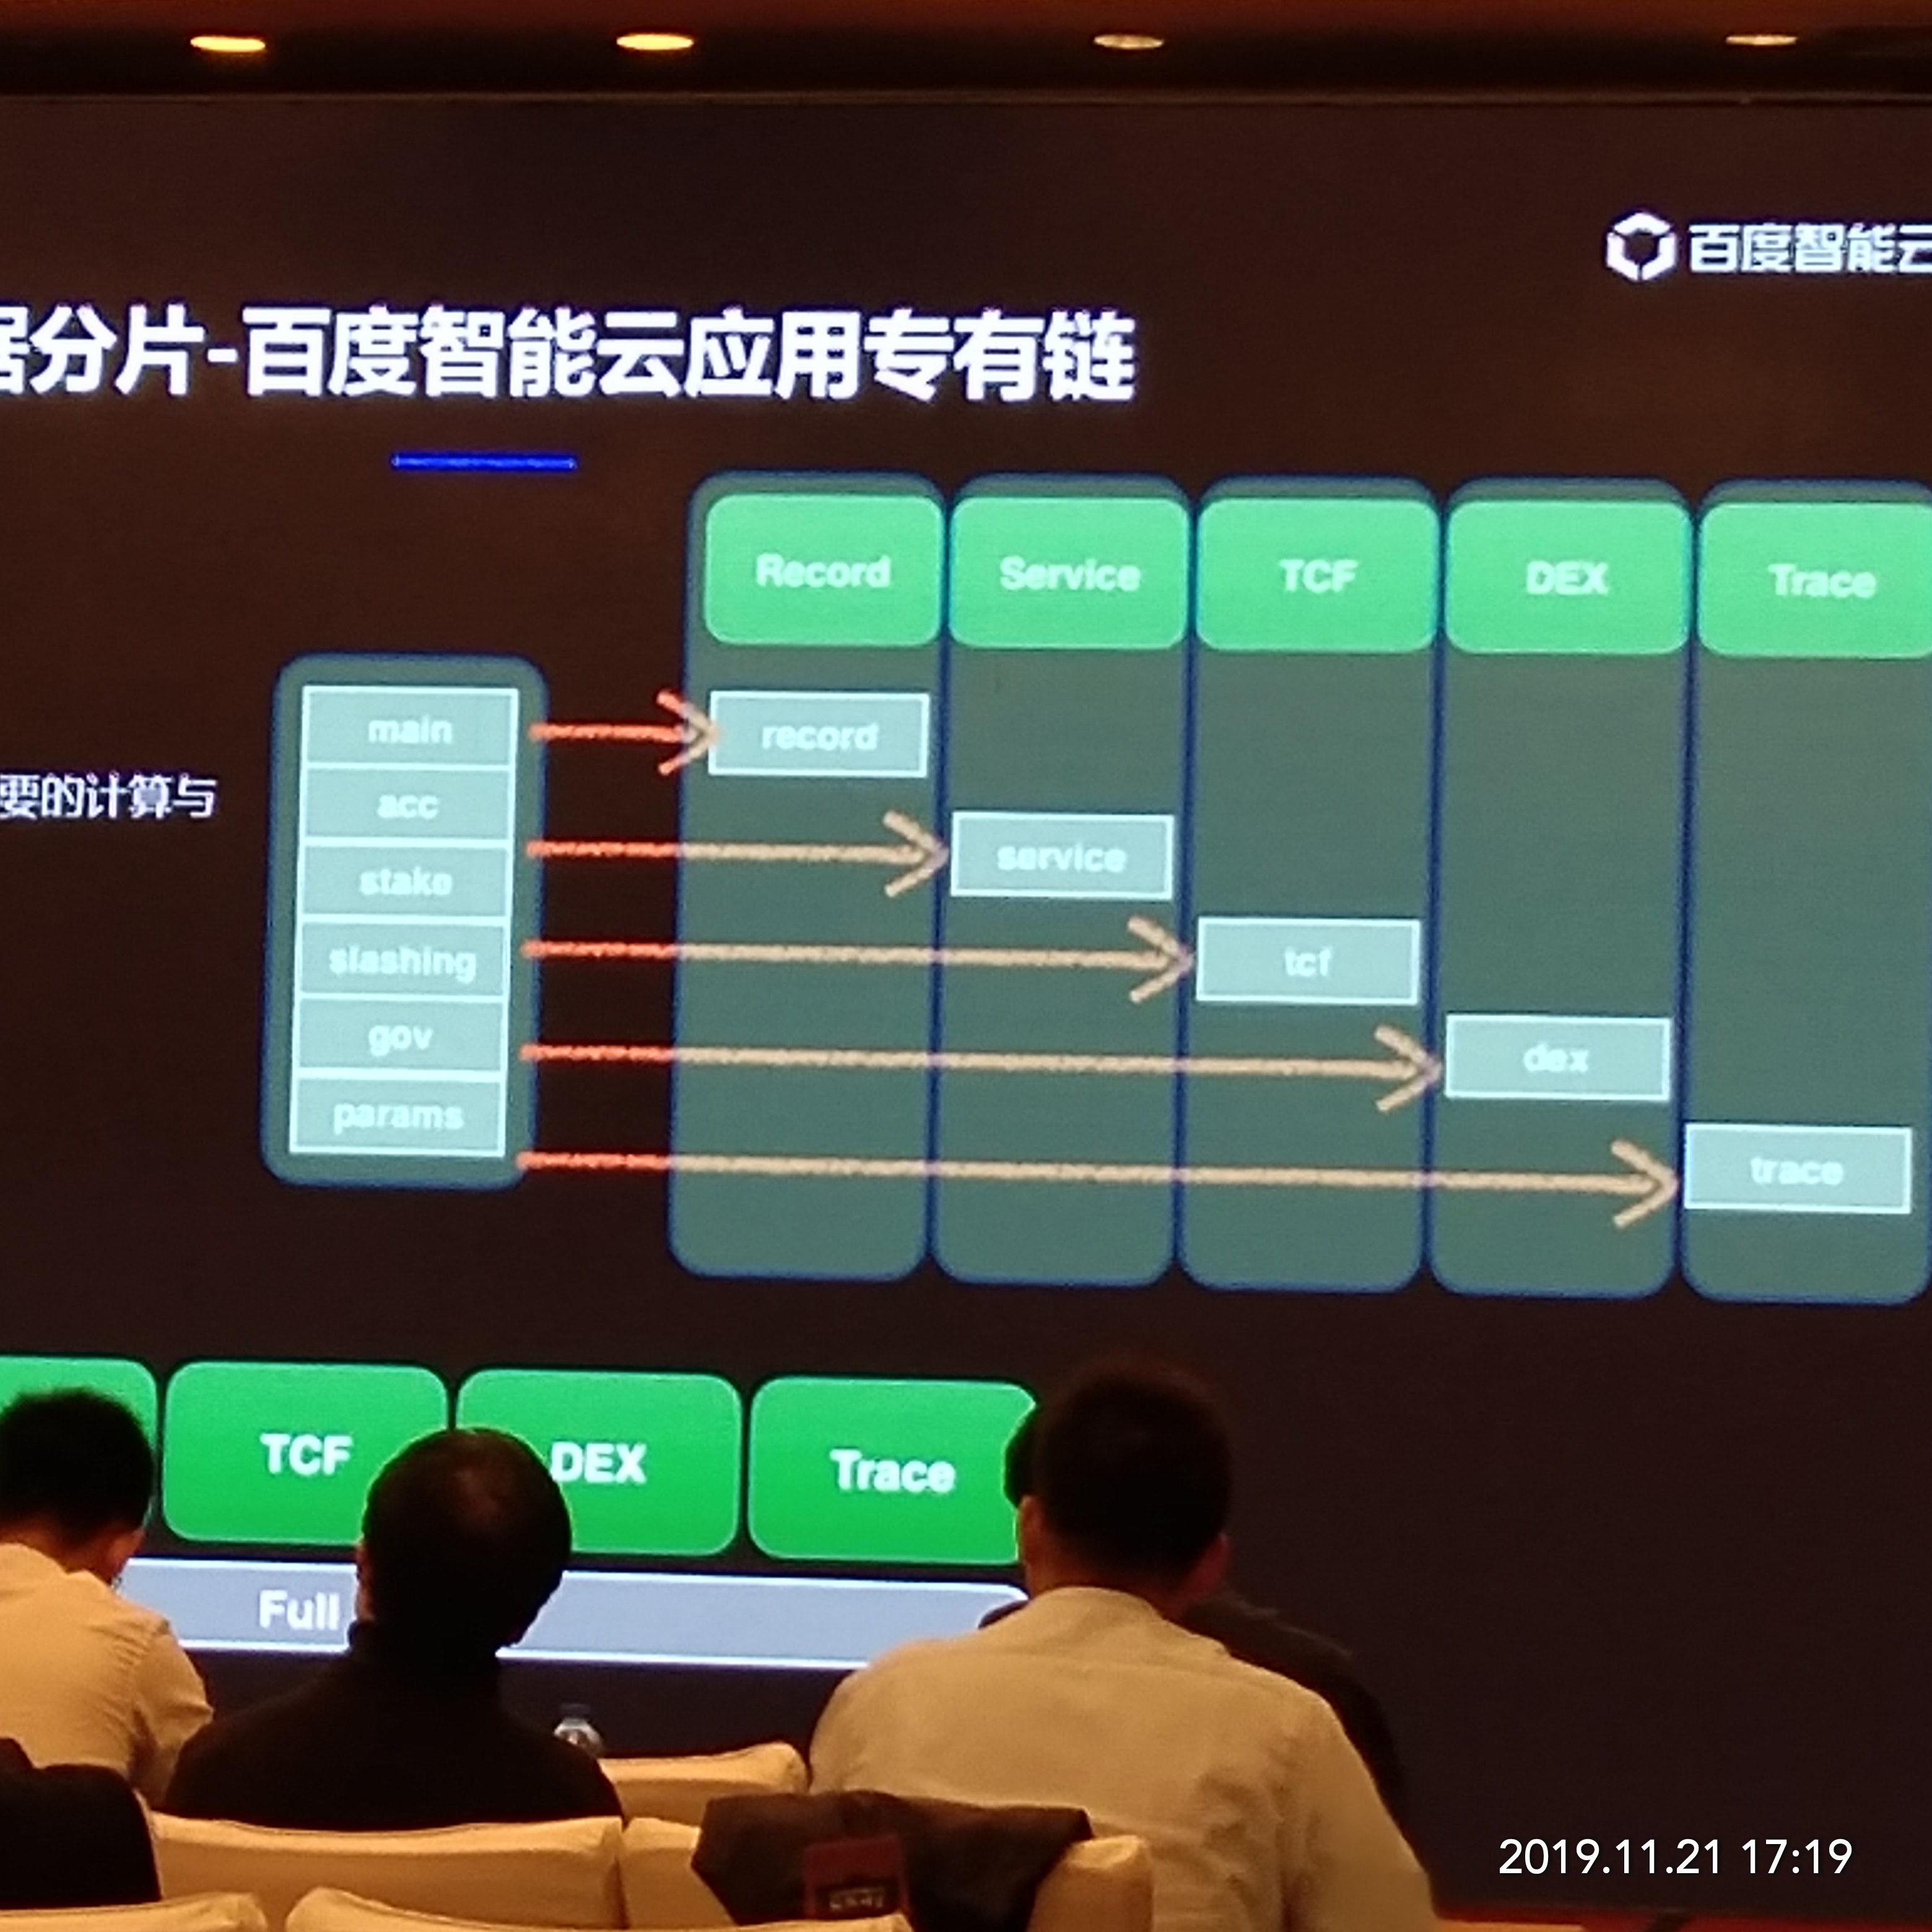 百度智能云
据分片-百度智能云应用专有链
Record
Service
TCF
DEX
Trace
main
acc
stake
slashing
gov
params
record
service
tcf
dex
trace
要的计算与
TCF
DEX
Trace
Full
2019.11.21 17:19